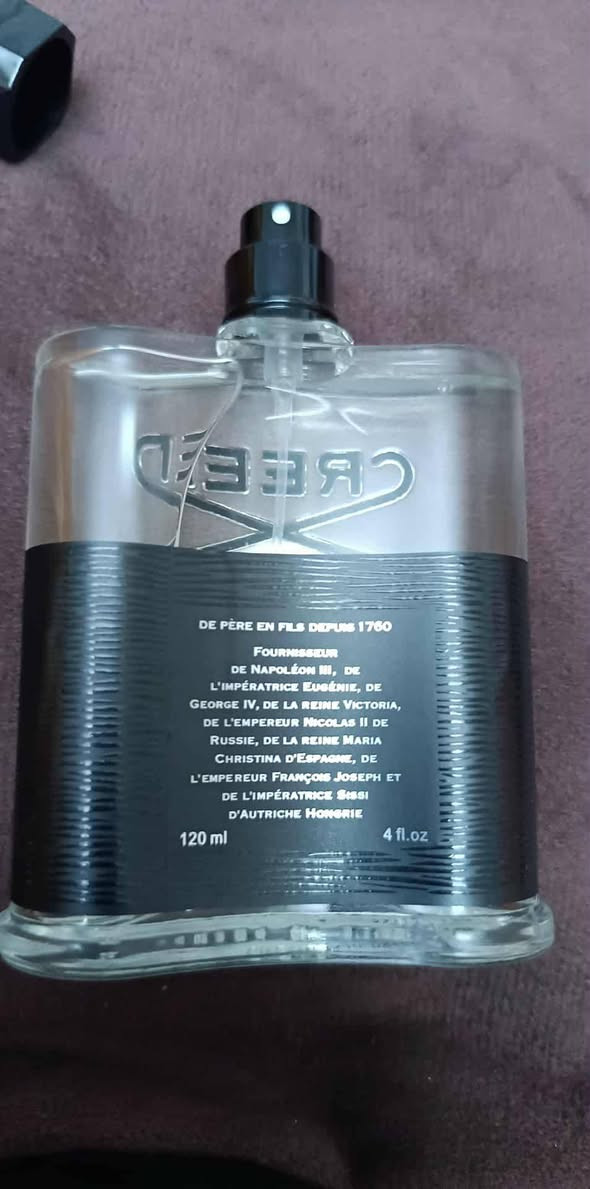 CREED
DE PÈRE EN FILS DEPUIS 1760
FOURNISSEUR
DE NAPOLÉON III, DE
L'IMPÉRATRICE EUGÉNIE, DE
GEORGE IV, DE LA REINE VICTORIA,
DE L'EMPEREUR NICOLAS II DE
RUSSIE, DE LA REINE MARIA
CHRISTINA D'ESPAGNE, DE
L'EMPEREUR FRANÇOIS JOSEPH ET
DE L'IMPÉRATRICE SISSI
D'AUTRICHE HONGRIE
120 ml 4 fl.oz